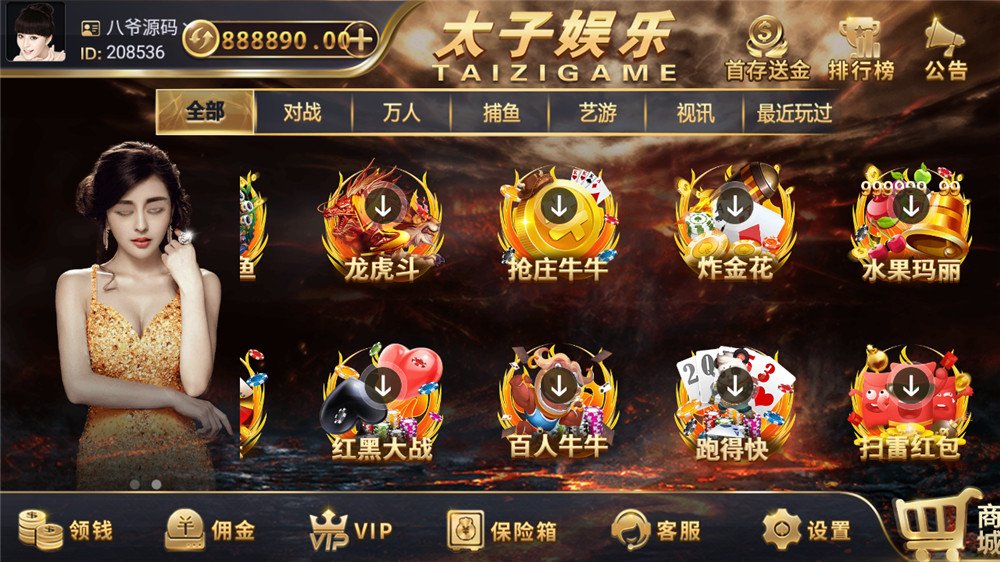 八爷源码
ID: 208536
888890.00
太子娱乐
TAIZIGAME
首存送金
排行榜
公告
全部
对战
万人
捕鱼
艺游
视讯
最近玩过
鱼
龙虎斗
抢庄牛牛
炸金花
水果玛丽
红黑大战
百人牛牛
跑得快
扫雷红包
领钱
佣金
VIP
VIP
保险箱
客服
设置
商城